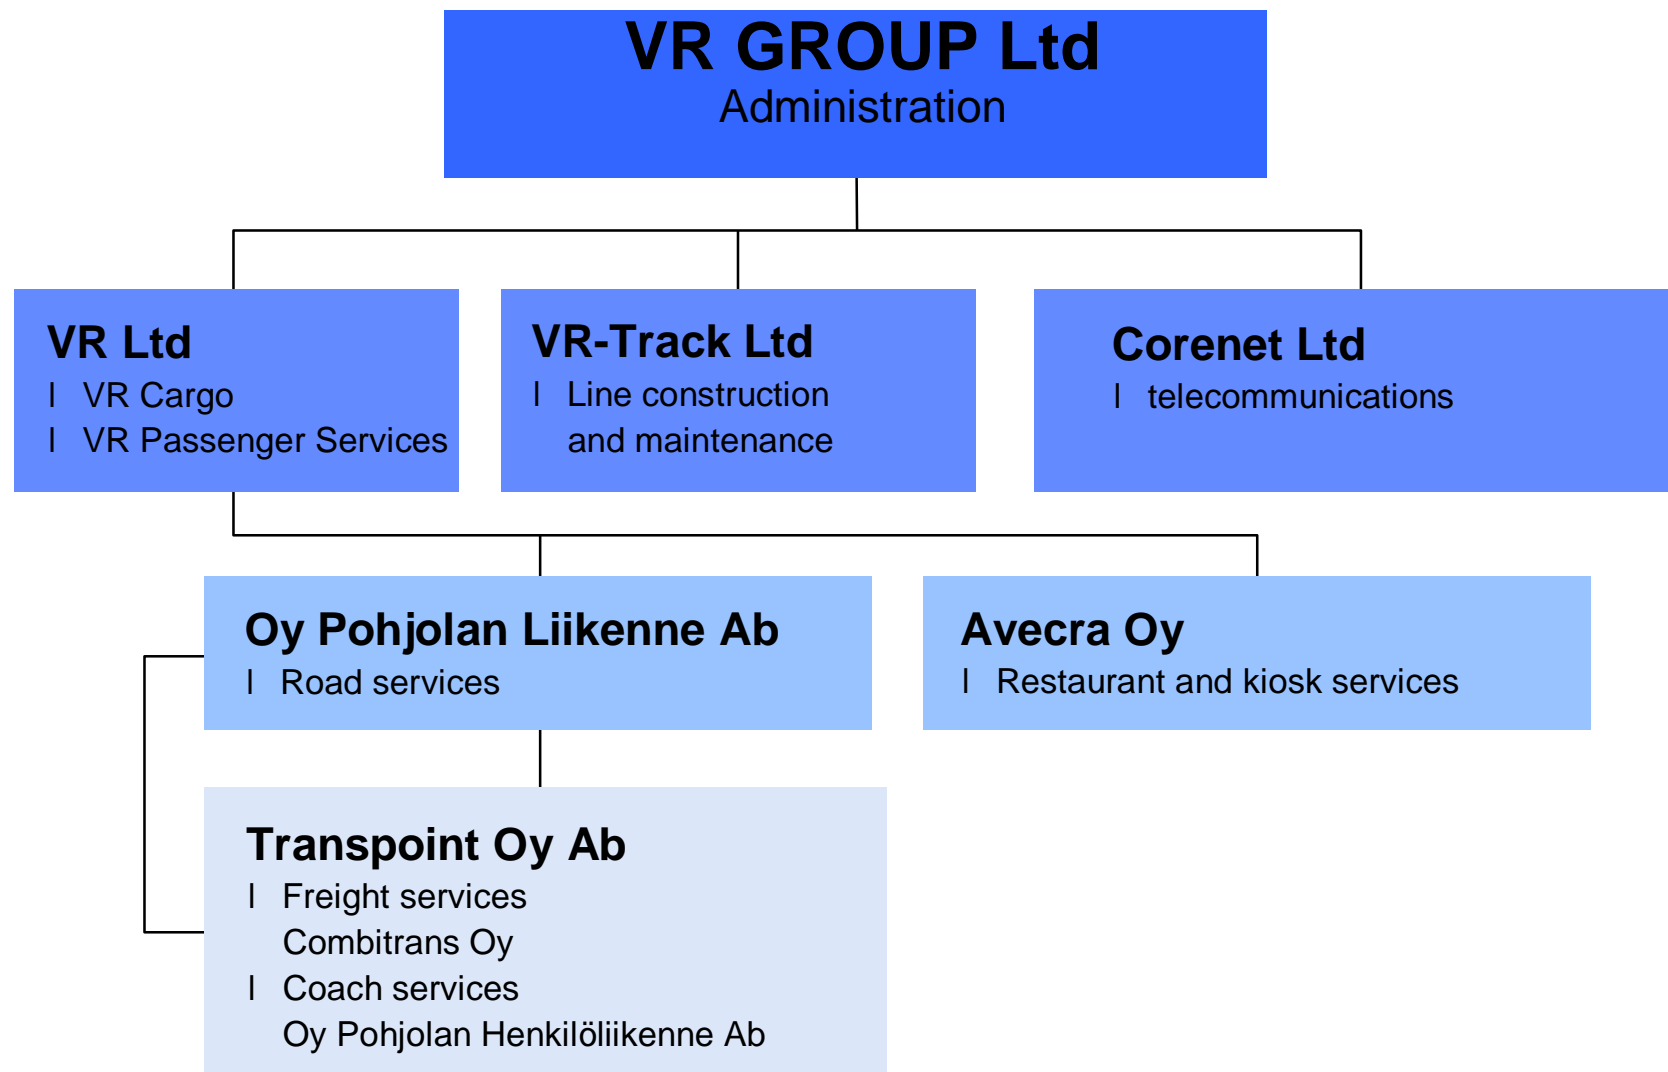 VR GROUP Ltd
Administration
VR Ltd
l VR Cargo
l VR Passenger Services
VR-Track Ltd
l Line construction
and maintenance
Corenet Ltd
l telecommunications
Oy Pohjolan Liikenne Ab
l Road services
Avecra Oy
l Restaurant and kiosk services
Transpoint Oy Ab
l Freight services
Combitrans Oy
l Coach services
Oy Pohjolan Henkilöliikenne Ab